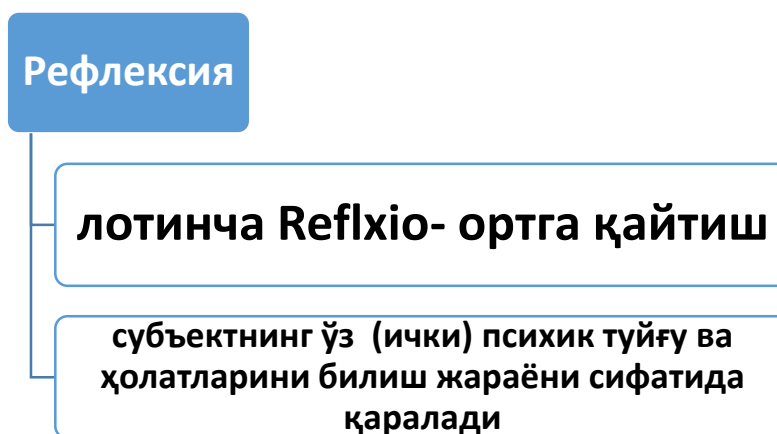 Рефлексия
лотинча Reflxio- ортга қайтиш
субъектнинг ўз (ички) психик туйғу ва
ҳолатларини билиш жараёни сифатида
қаралади